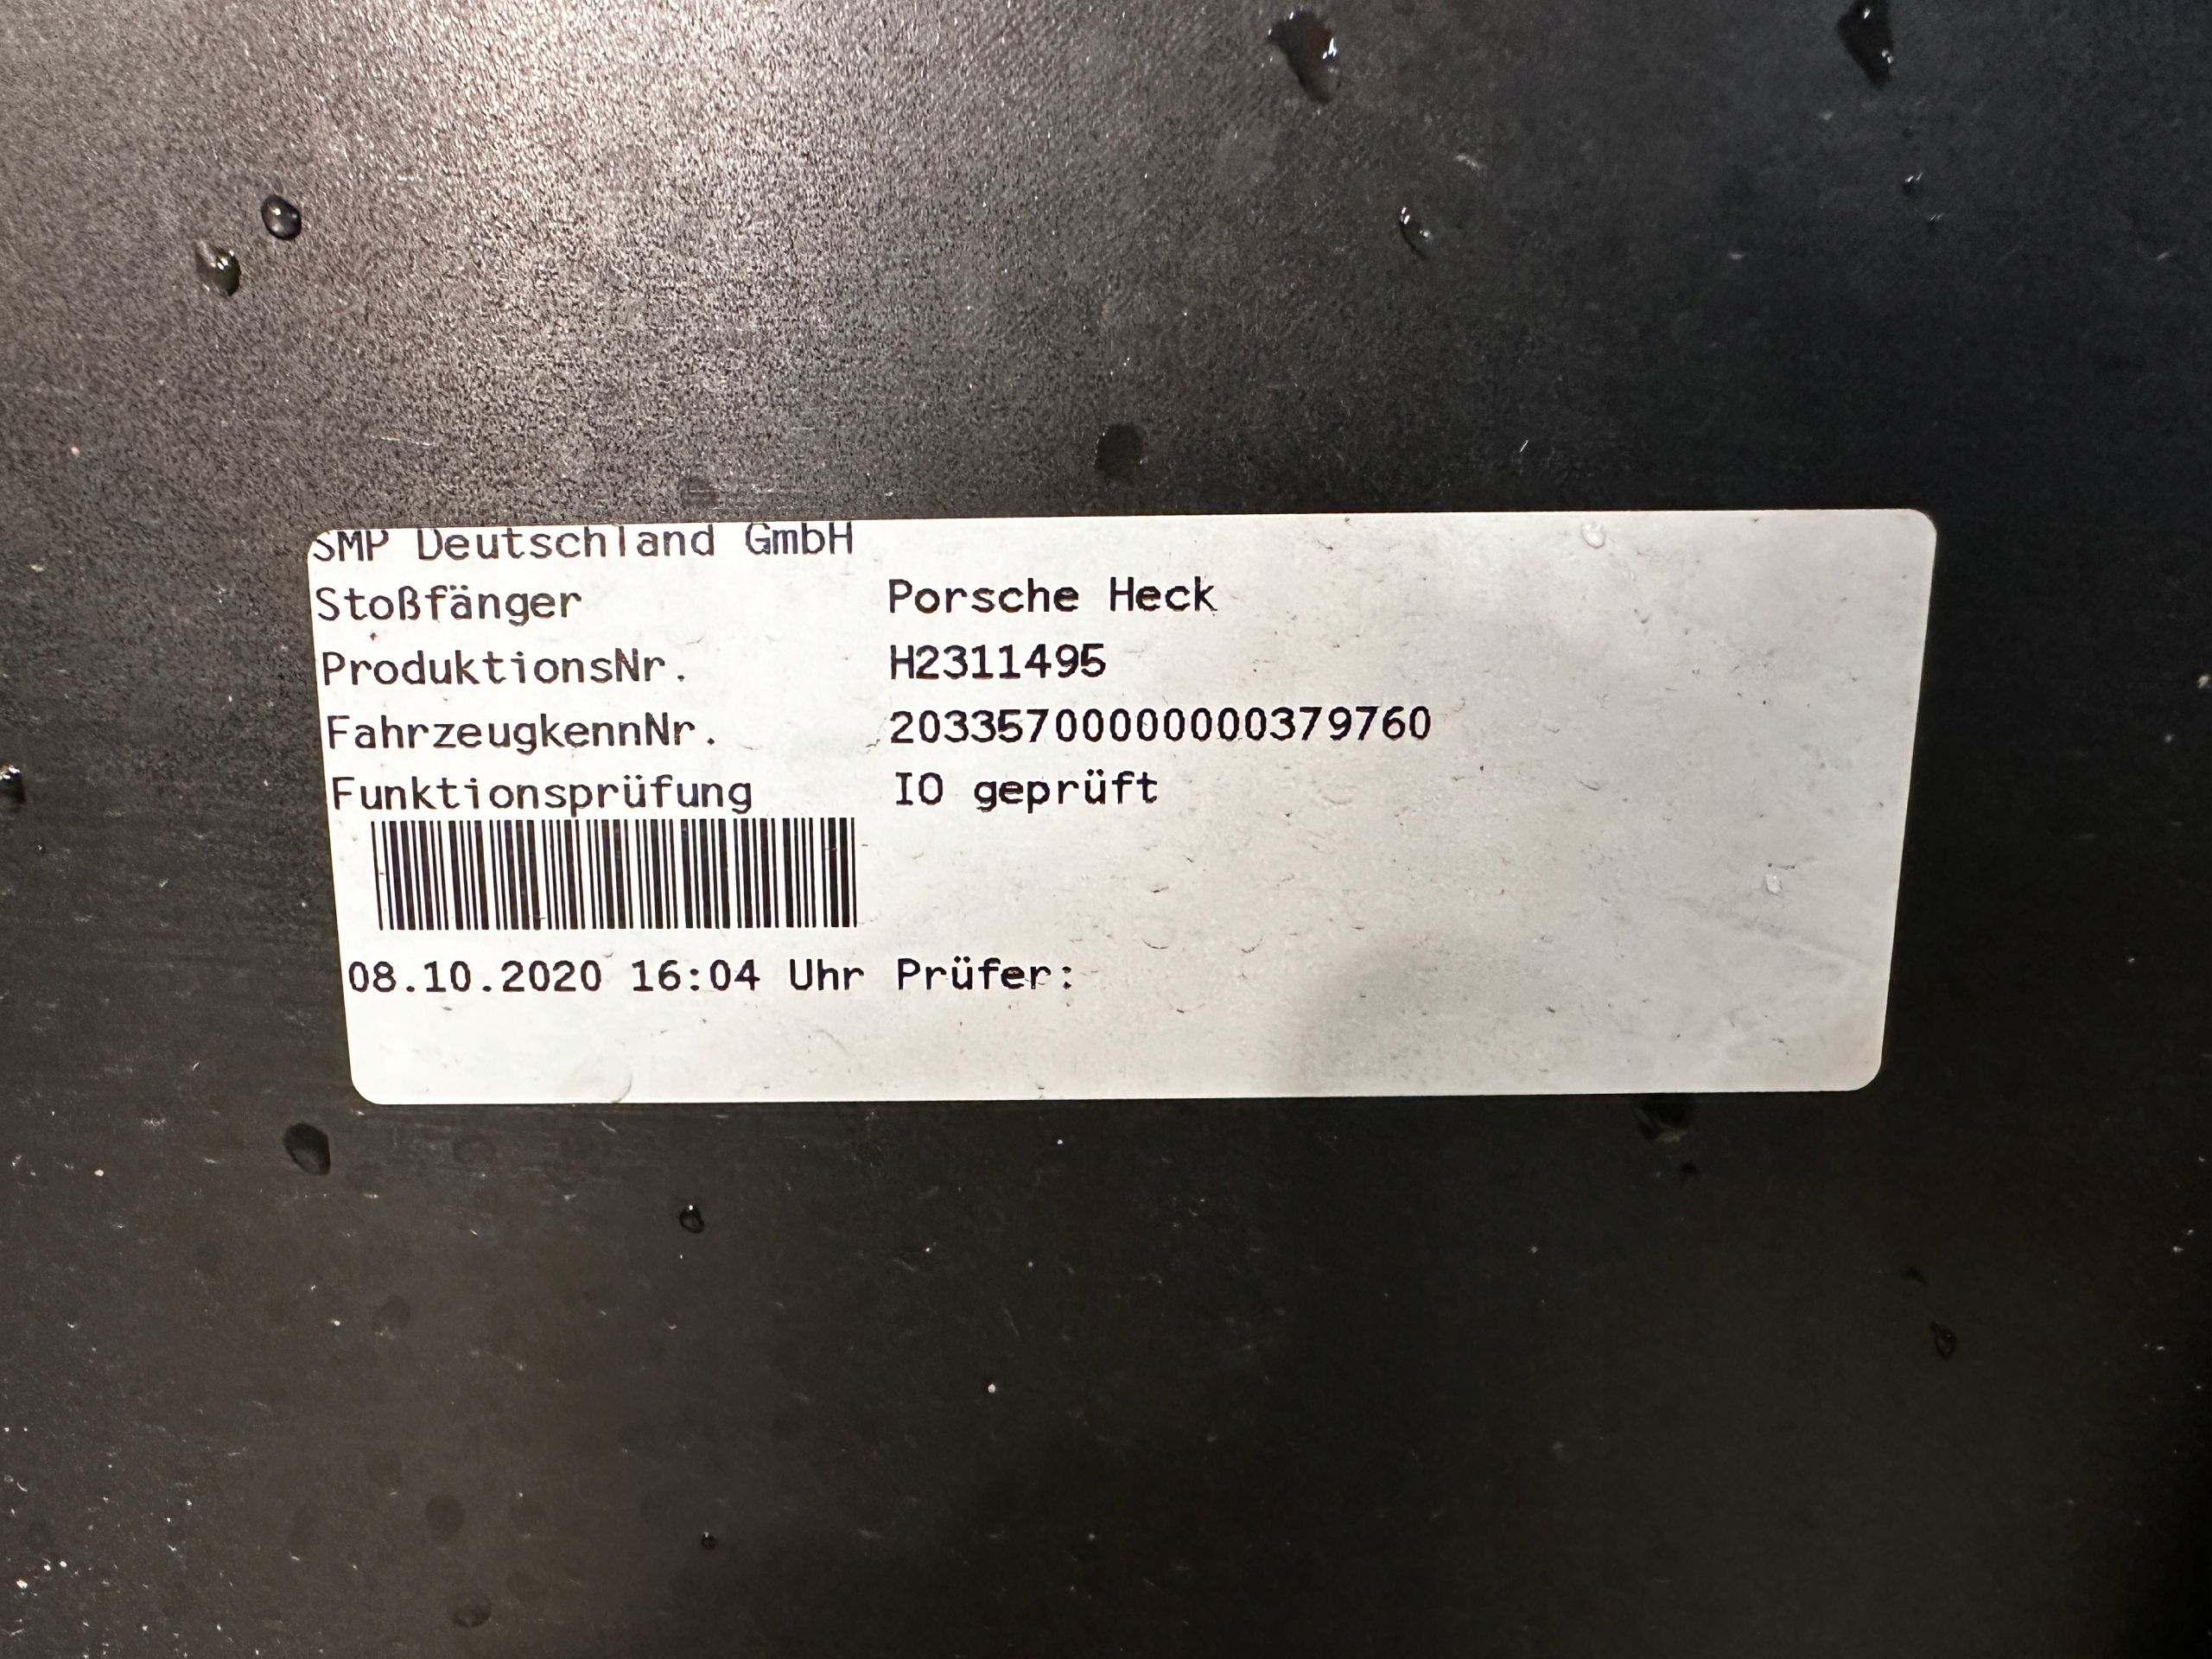 SMP Deutschland GmbH
Stoßfänger Porsche Heck
ProduktionsNr. H2311495
FahrzeugkennNr. 20335700000000379760
Funktionsprüfung IO geprüft
08.10.2020 16:04 Uhr Prüfer: